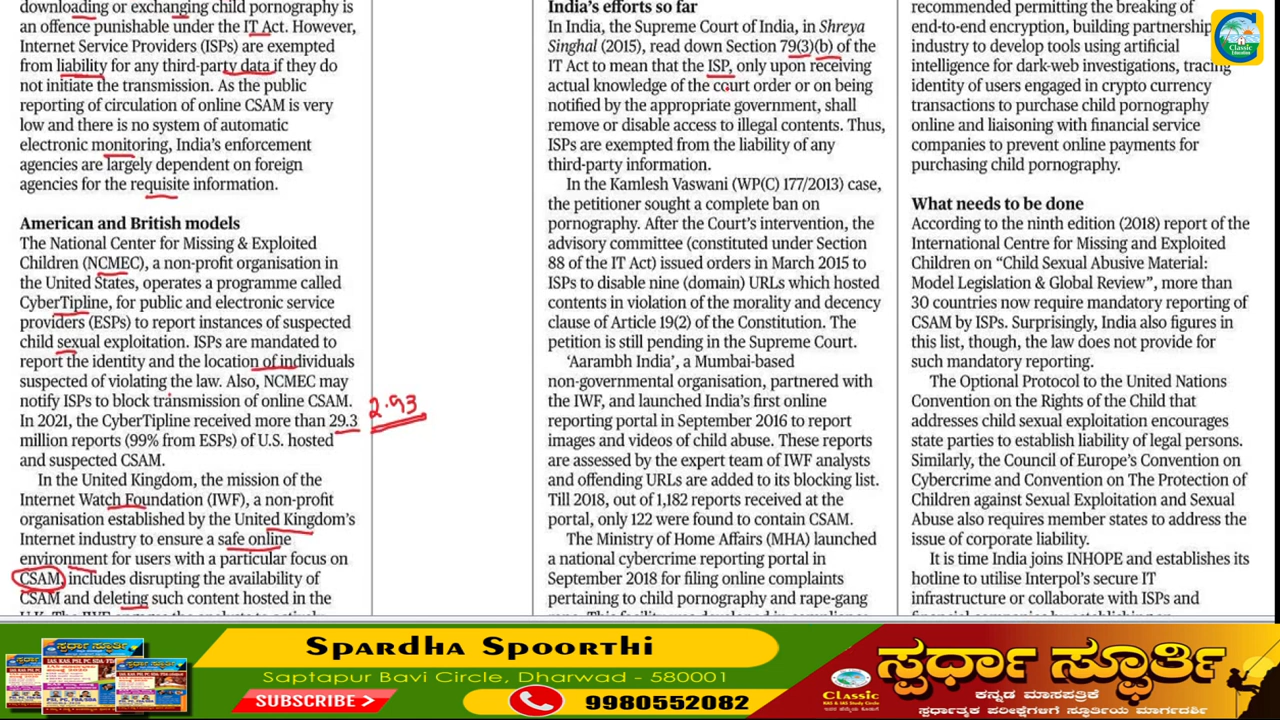 downloading or exchanging child pornography is
an offence punishable under the IT Act. However,
Internet Service Providers (ISPs) are exempted
from liability for any third-party data if they do
not initiate the transmission. As the public
reporting of circulation of online CSAM is very
low and there is no system of automatic
electronic monitoring, India's enforcement
agencies are largely dependent on foreign
agencies for the requisite information.
American and British models
The National Center for Missing & Exploited
Children (NCMEC), a non-profit organisation in
the United States, operates a programme called
CyberTipline, for public and electronic service
providers (ESPs) to report instances of suspected
child sexual exploitation. ISPs are mandated to
report the identity and the location of individuals
suspected of violating the law. Also, NCMEC may
notify ISPs to block transmission of online CSAM.
In 2021, the CyberTipline received more than 29.3
million reports (99% from ESPs) of U.S. hosted
and suspected CSAM.
In the United Kingdom, the mission of the
Internet Watch Foundation (IWF), a non-profit
organisation established by the United Kingdom's
Internet industry to ensure a safe online
environment for users with a particular focus on
CSAM, includes disrupting the availability of
CSAM and deleting such content hosted in the
2.93
India's efforts so far
In India, the Supreme Court of India, in Shreya
Singhal (2015), read down Section 79(3)(b) of the
IT Act to mean that the ISP, only upon receiving
actual knowledge of the court order or on being
notified by the appropriate government, shall
remove or disable access to illegal contents. Thus,
ISPs are exempted from the liability of any
third-party information.
In the Kamlesh Vaswani (WP(C) 177/2013) case,
the petitioner sought a complete ban on
pornography. After the Court's intervention, the
advisory committee (constituted under Section
88 of the IT Act) issued orders in March 2015 to
ISPs to disable nine (domain) URLs which hosted
contents in violation of the morality and decency
clause of Article 19(2) of the Constitution. The
petition is still pending in the Supreme Court.
'Aarambh India', a Mumbai-based
non-governmental organisation, partnered with
the IWF, and launched India's first online
reporting portal in September 2016 to report
images and videos of child abuse. These reports
are assessed by the expert team of IWF analysts
and offending URLs are added to its blocking list.
Till 2018, out of 1,182 reports received at the
portal, only 122 were found to contain CSAM.
The Ministry of Home Affairs (MHA) launched
a national cybercrime reporting portal in
September 2018 for filing online complaints
pertaining to child pornography and rape-gang
recommended permitting the breaking of
end-to-end encryption, building partnership
industry to develop tools using artificial
intelligence for dark-web investigations, tracing
identity of users engaged in crypto currency
transactions to purchase child pornography
online and liaisoning with financial service
companies to prevent online payments for
purchasing child pornography.
What needs to be done
According to the ninth edition (2018) report of the
International Centre for Missing and Exploited
Children on “Child Sexual Abusive Material:
Model Legislation & Global Review”, more than
30 countries now require mandatory reporting of
CSAM by ISPs. Surprisingly, India also figures in
this list, though, the law does not provide for
such mandatory reporting.
The Optional Protocol to the United Nations
Convention on the Rights of the Child that
addresses child sexual exploitation encourages
state parties to establish liability of legal persons.
Similarly, the Council of Europe's Convention on
Cybercrime and Convention on The Protection of
Children against Sexual Exploitation and Sexual
Abuse also requires member states to address the
issue of corporate liability.
It is time India joins INHOPE and establishes its
hotline to utilise Interpol's secure IT
infrastructure or collaborate with ISPs and
Classic
Education
Spardha Spoorthi
Saptapur Bavi Circle, Dharwad - 580001
SUBSCRIBE
9980552082
Classic
ಸ್ಪರ್ಧಾ ಸ್ಫೂರ್ತಿ
ಕನ್ನಡ ಮಾಸಪತ್ರಿಕೆ
ಸ್ಪರ್ಧಾತ್ಮಕ ಪರೀಕ್ಷೆಗಳಿಗೆ ಸ್ಫೂರ್ತಿಯ ಮಾರ್ಗದರ್ಶಿ